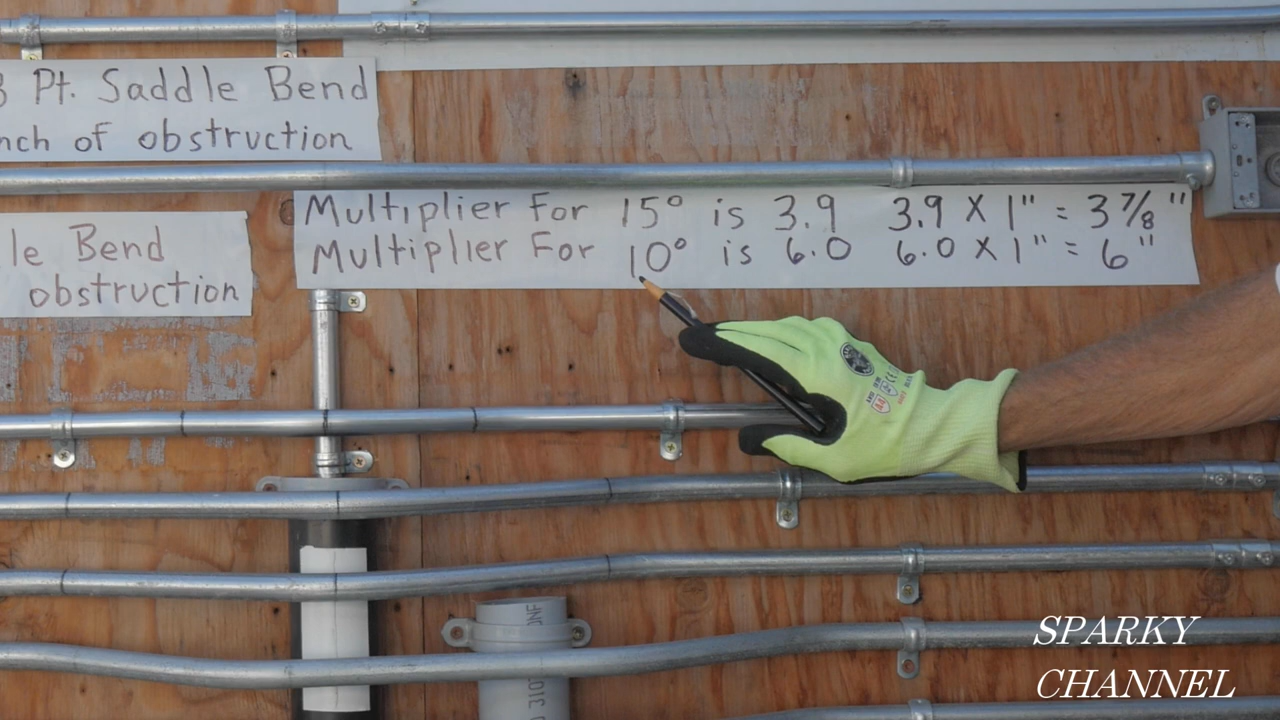 3 Pt. Saddle Bend
nch of obstruction
Multiplier For 15° is 3.9 3.9 X 1" = 3 7/8"
Multiplier For 10° is 6.0 6.0 X 1" = 6"
le Bend
obstruction
A4
SPARKY
CHANNEL